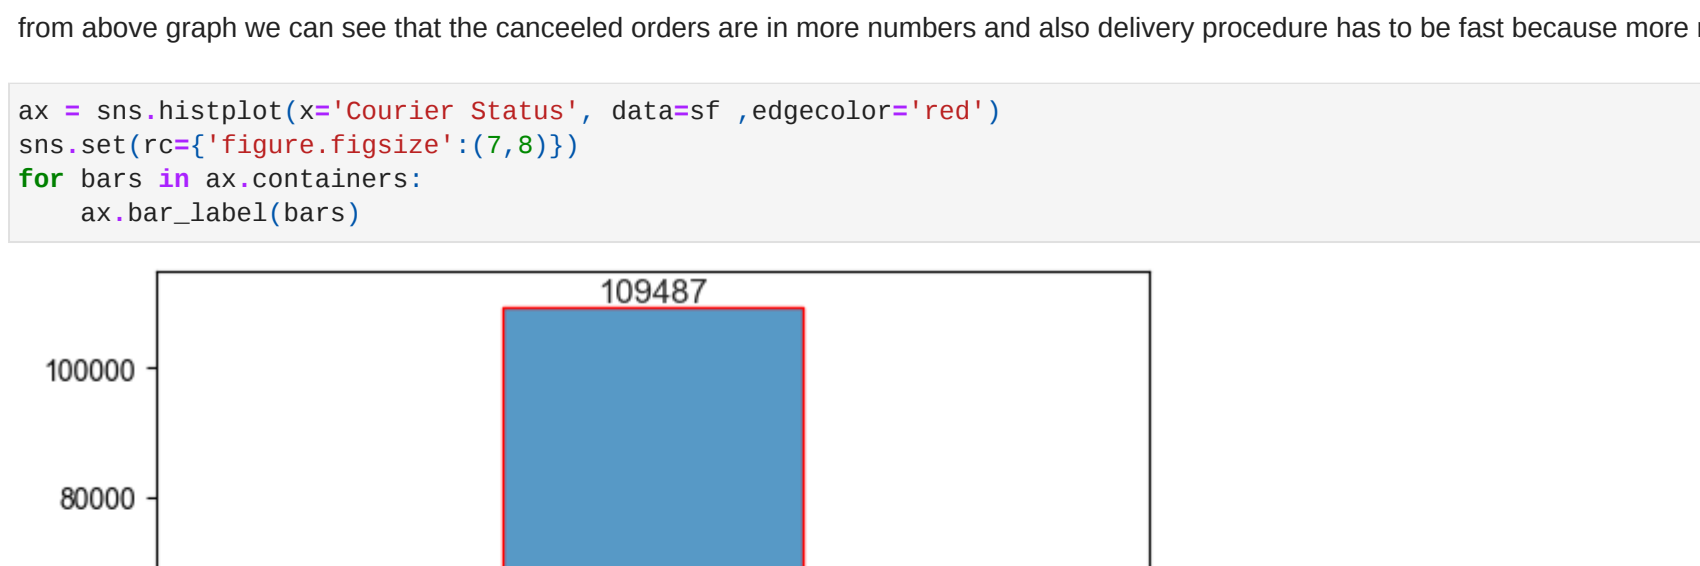 from above graph we can see that the canceeled orders are in more numbers and also delivery procedure has to be fast because more
ax = sns.histplot(x='Courier Status', data=sf ,edgecolor='red')
sns.set(rc={'figure.figsize':(7,8)})
for bars in ax.containers:
    ax.bar_label(bars)
109487
100000
80000